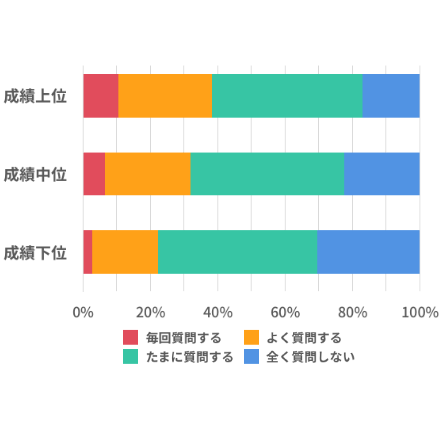 成績上位
成績中位
成績下位
0% 20% 40% 60% 80% 100%
毎回質問する よく質問する
たまに質問する 全く質問しない